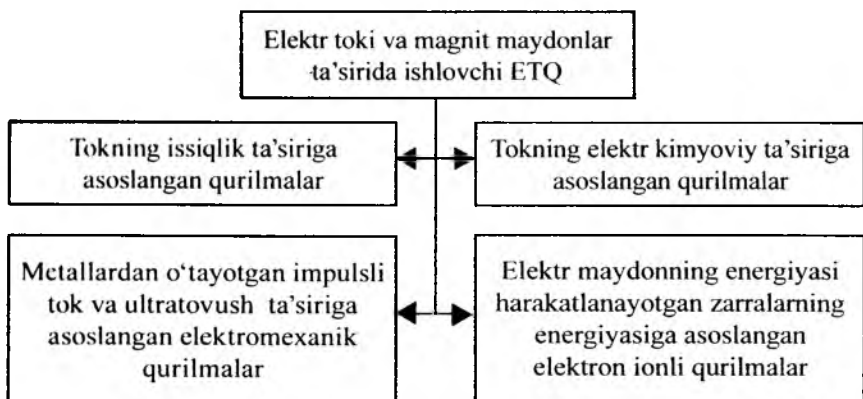 Elektr toki va magnit maydonlar
ta'sirida ishlovchi ETQ
Tokning issiqlik ta'siriga
asoslangan qurilmalar
Tokning elektr kimyoviy ta'siriga
asoslangan qurilmalar
Metallardan o‘tayotgan impulsli
tok va ultratovush ta'siriga
asoslangan elektromexanik
qurilmalar
Elektr maydonning energiyasi
harakatlanayotgan zarralarning
energiyasiga asoslangan
elektron ionli qurilmalar